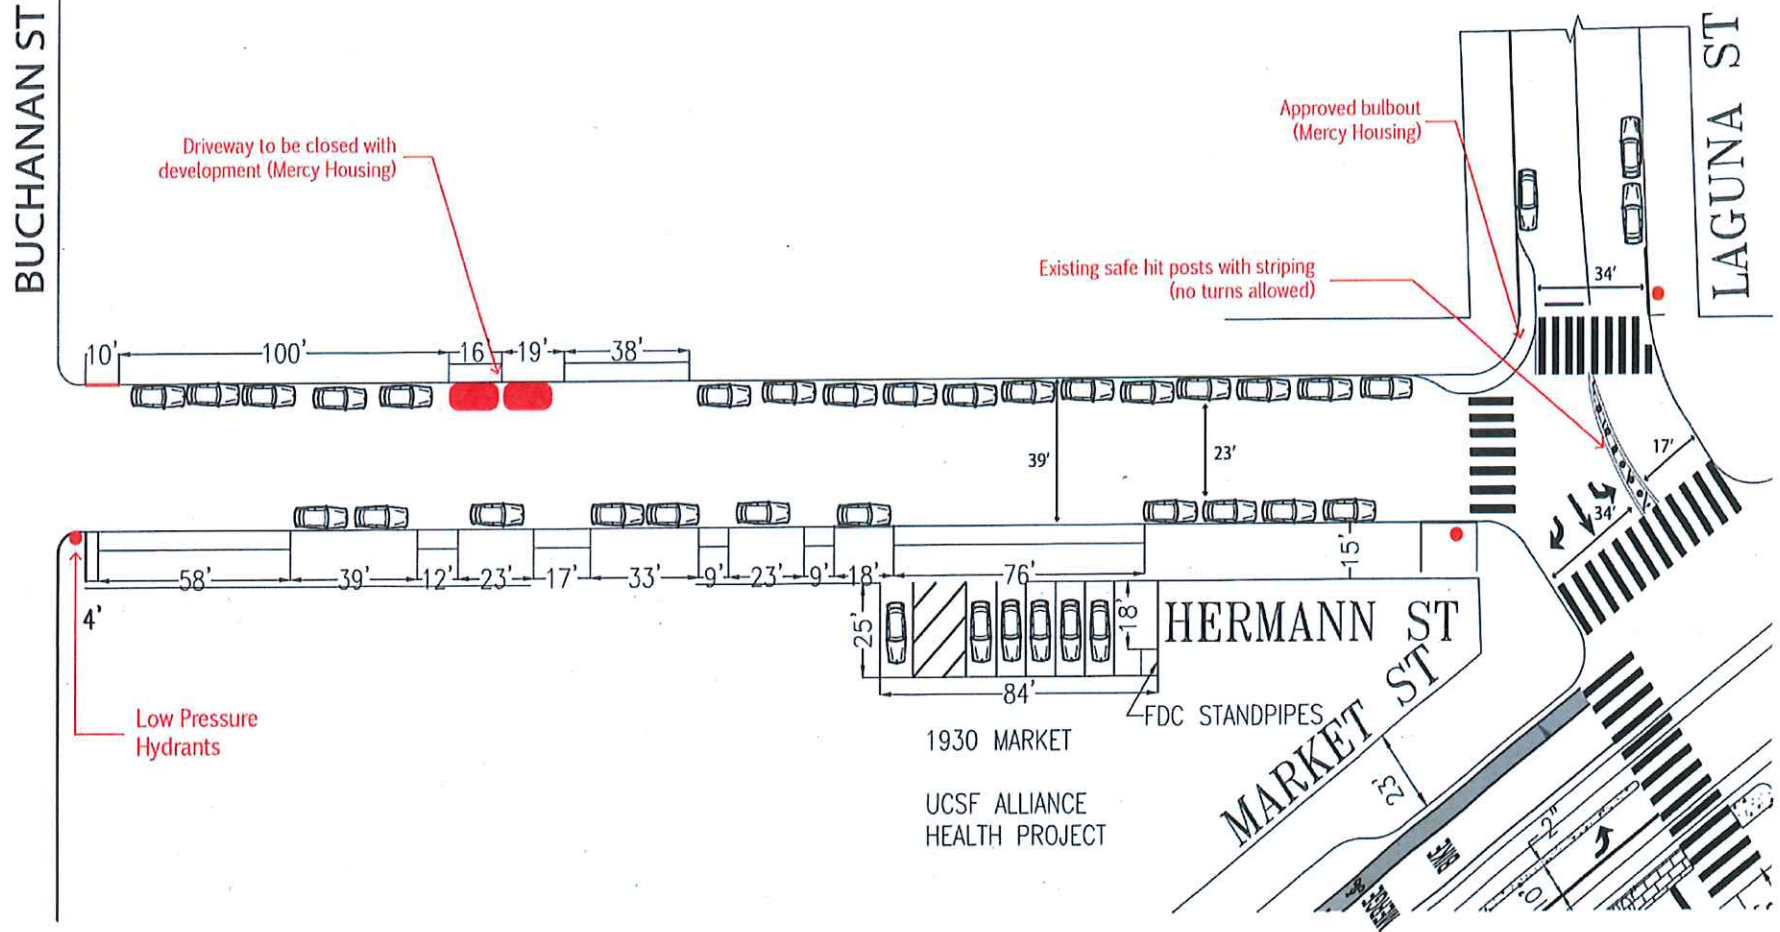 BUCHANAN ST
LAGUNA ST
Driveway to be closed with
development (Mercy Housing)
Approved bulbout
(Mercy Housing)
Existing safe hit posts with striping
(no turns allowed)
34'
10'
100'
16'
19'
38'
39'
23'
17'
34'
58'
39'
12'
23'
17'
33'
9'
23'
9'
18'
76'
15'
4'
25'
18'
84'
HERMANN ST
MARKET ST
FDC STANDPIPES
Low Pressure
Hydrants
1930 MARKET
UCSF ALLIANCE
HEALTH PROJECT
23'
2"
BIKE
MERGE